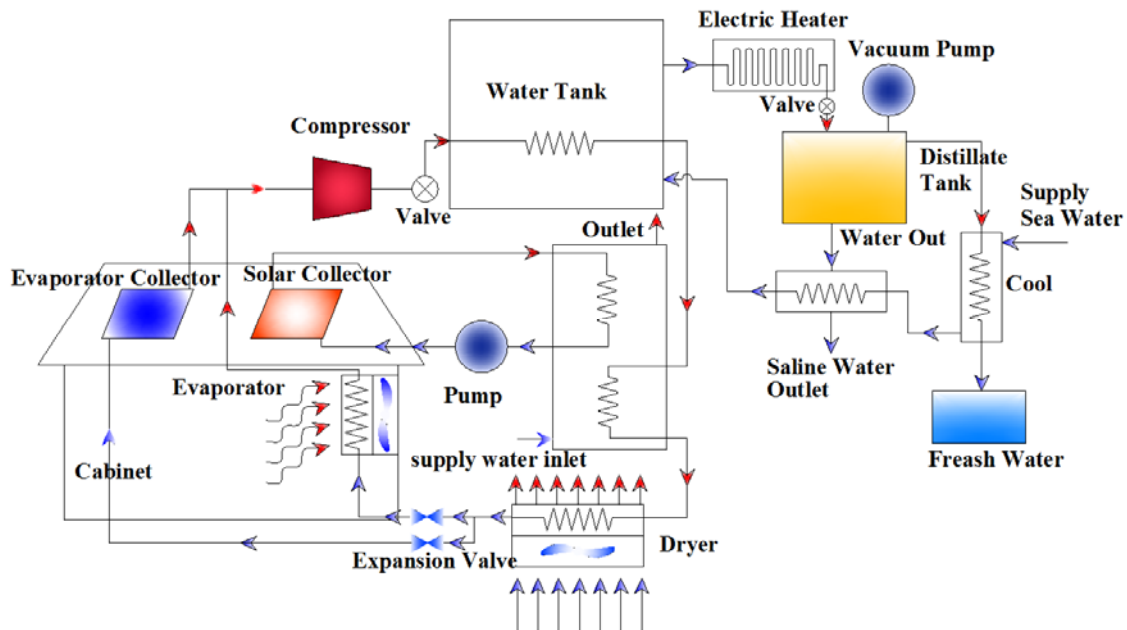 Electric Heater
Vacuum Pump
Water Tank
Valve
Compressor
Distillate
Tank
Valve
Supply
Sea Water
Outlet
Water Out
Evaporator Collector
Solar Collector
Cool
Saline Water
Outlet
Evaporator
Pump
Cabinet
supply water inlet
Freash Water
Dryer
Expansion Valve